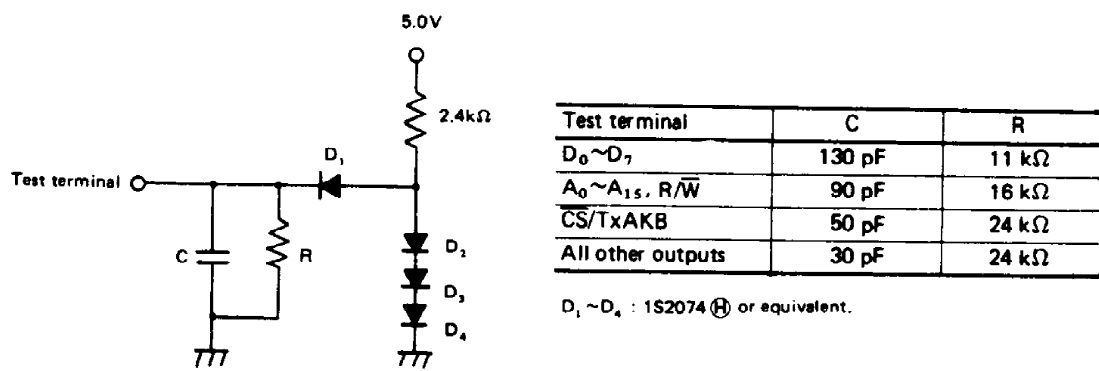 5.0V
2.4kΩ
D₁
Test terminal
C
R
D₂
D₃
D₄
Test terminal C R
D₀~D₇ 130 pF 11 kΩ
A₀~A₁₅, R/W̅ 90 pF 16 kΩ
C̅S̅/TxAKB 50 pF 24 kΩ
All other outputs 30 pF 24 kΩ
D₁~D₄ : 1S2074 Ⓗ or equivalent.